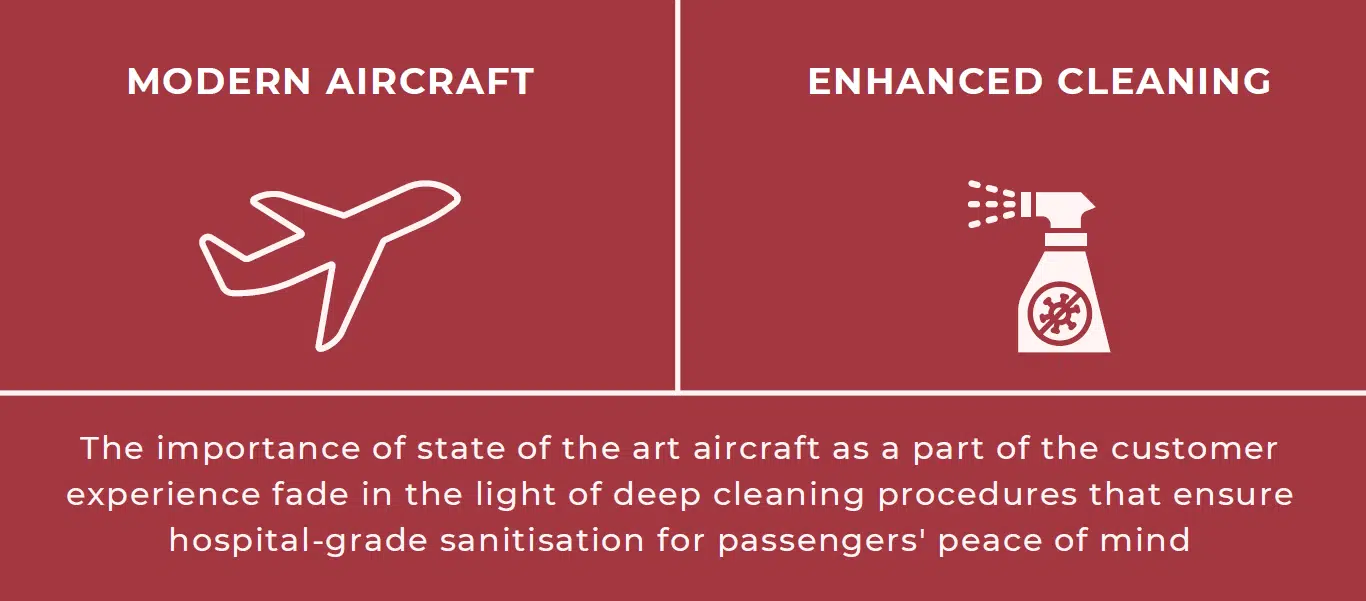 MODERN AIRCRAFT
ENHANCED CLEANING
The importance of state of the art aircraft as a part of the customer
experience fade in the light of deep cleaning procedures that ensure
hospital-grade sanitisation for passengers' peace of mind